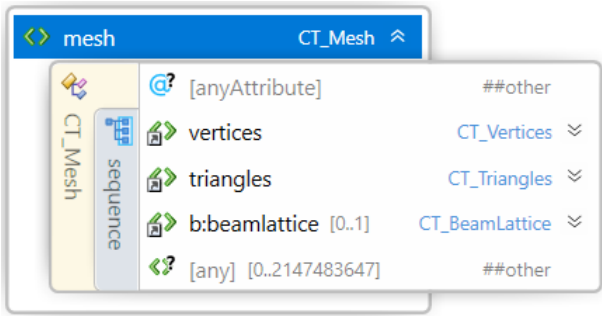 mesh CT_Mesh
CT_Mesh
sequence
@? [anyAttribute] ##other
vertices CT_Vertices
triangles CT_Triangles
b:beamlattice [0..1] CT_BeamLattice
<>? [any] [0..2147483647] ##other